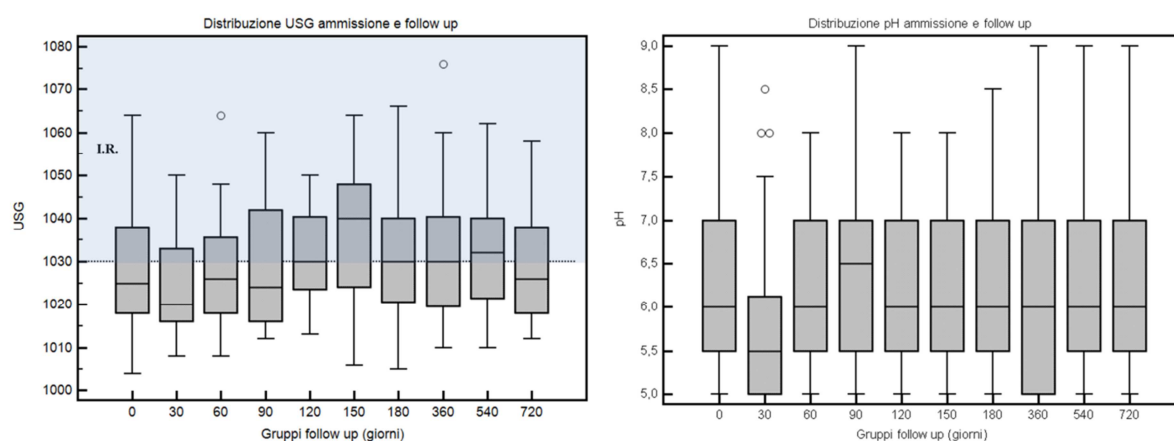 Distribuzione USG ammissione e follow up
1080
1070
1060
1050
1040
1030
1020
1010
1000
I.R.
USG
0 30 60 90 120 150 180 360 540 720
Gruppi follow up (giorni)
Distribuzione pH ammissione e follow up
9,0
8,5
8,0
7,5
7,0
6,5
6,0
5,5
5,0
pH
0 30 60 90 120 150 180 360 540 720
Gruppi follow up (giorni)